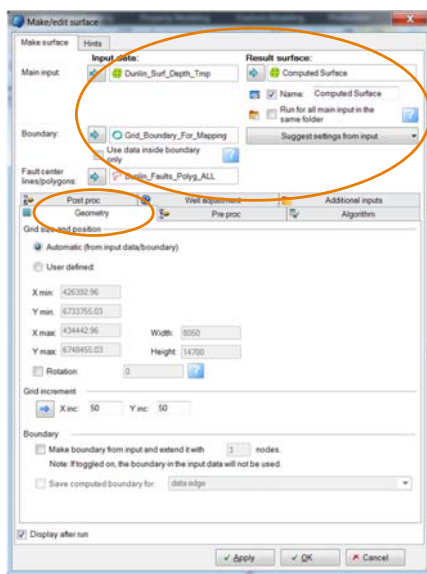 Make/edit surface
Make surface Hints
Input data: Result surface:
Main input Dunlin_Surf_Depth_Tmp Computed Surface
Name: Computed Surface
Run for all main input in the
same folder
Boundary: Grid_Boundary_For_Mapping Suggest settings from input
Use data inside boundary
only
Fault center
lines/polygons: Dunlin_Faults_Polyg_ALL
Post proc Well adjustment Additional inputs
Geometry Pre proc Algorithm
Grid size and position
Automatic (from input data/boundary)
User defined:
X min: 426392.96
Y min: 6733755.03
X max: 434442.96 Width: 8050
Y max: 6748455.03 Height: 14700
Rotation: 0
Grid increment
X inc: 50 Y inc: 50
Boundary
Make boundary from input and extend it with 3 nodes.
Note: If toggled on, the boundary in the input data will not be used.
Save computed boundary for: data edge
Display after run
Apply OK Cancel